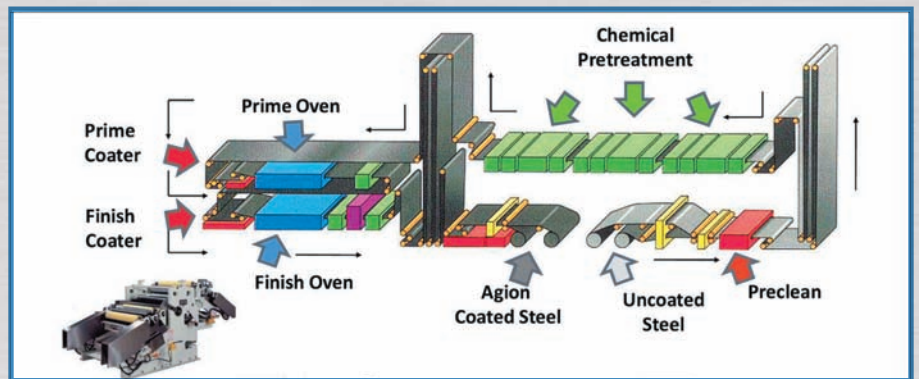 Chemical
Pretreatment
Prime Oven
Prime
Coater
Finish
Coater
Finish Oven
Agion
Coated Steel
Uncoated
Steel
Preclean